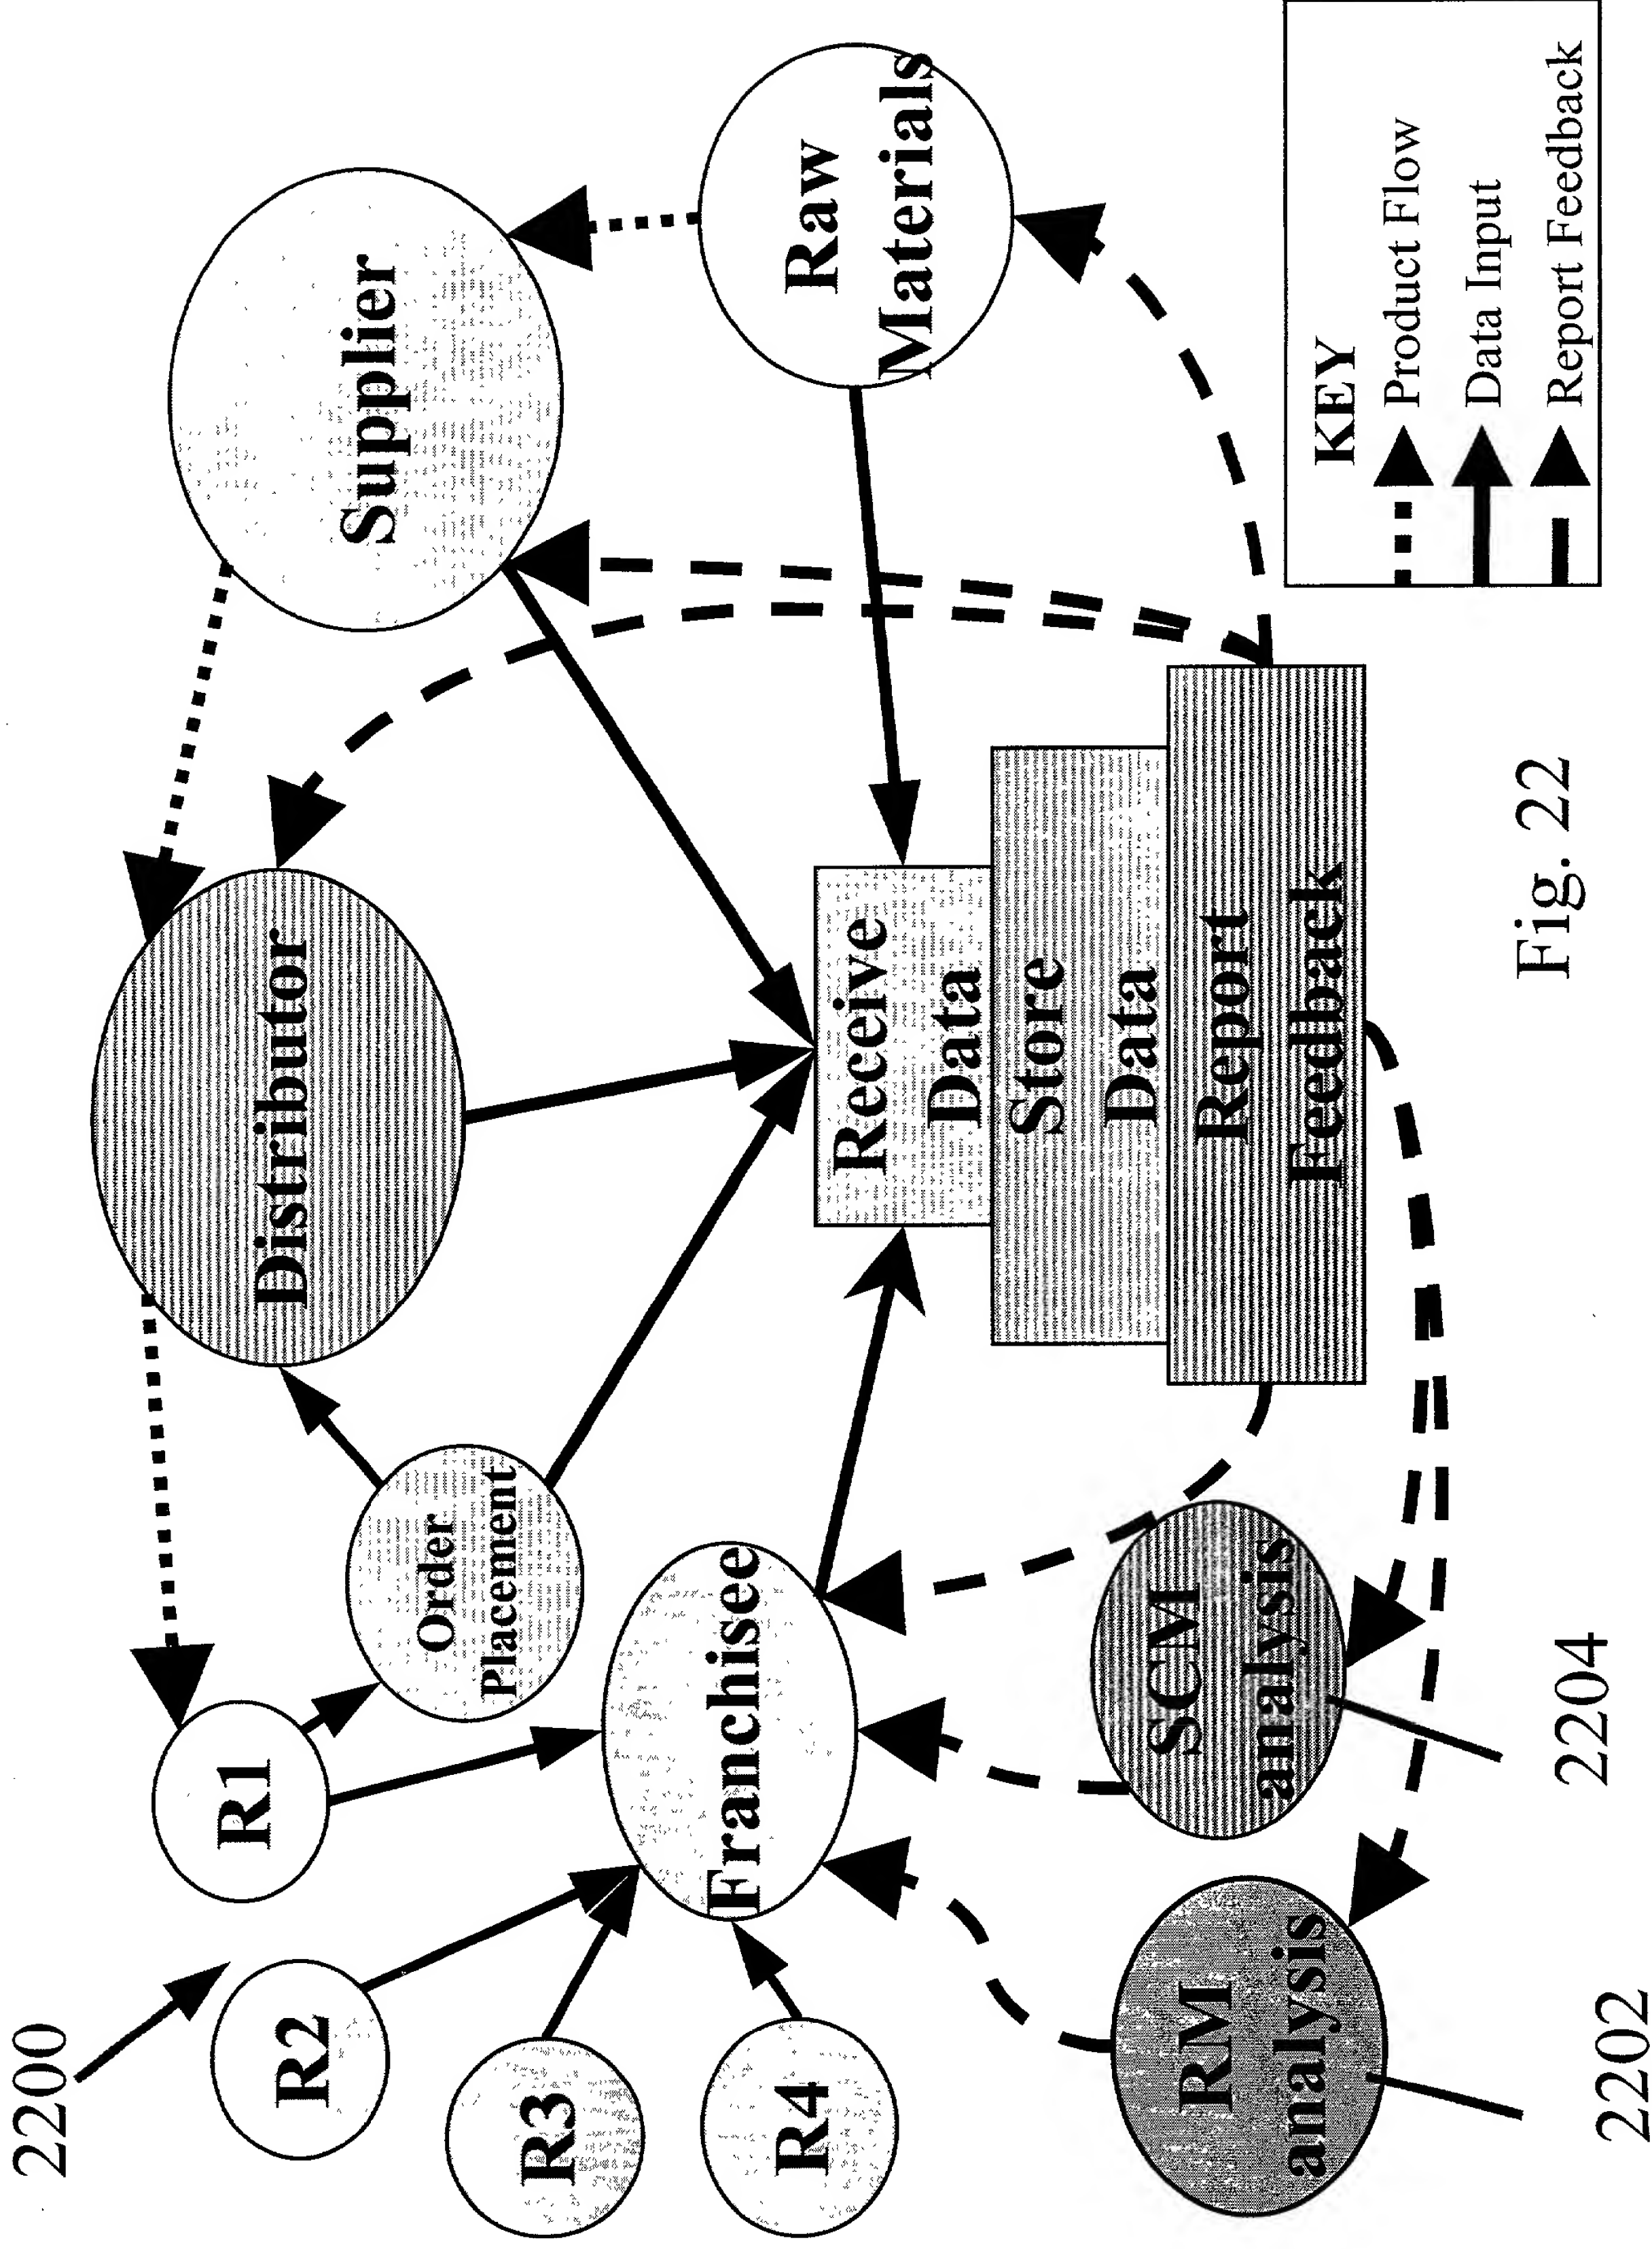 2200
R1
R2
R3
R4
Order
Placement
Distributor
Supplier
Franchisee
Receive
Data
Store
Data
Report
Feedback
Raw
Materials
RM
analysis
SCM
analysis
2202
2204
Fig. 22
KEY
Product Flow
Data Input
Report Feedback